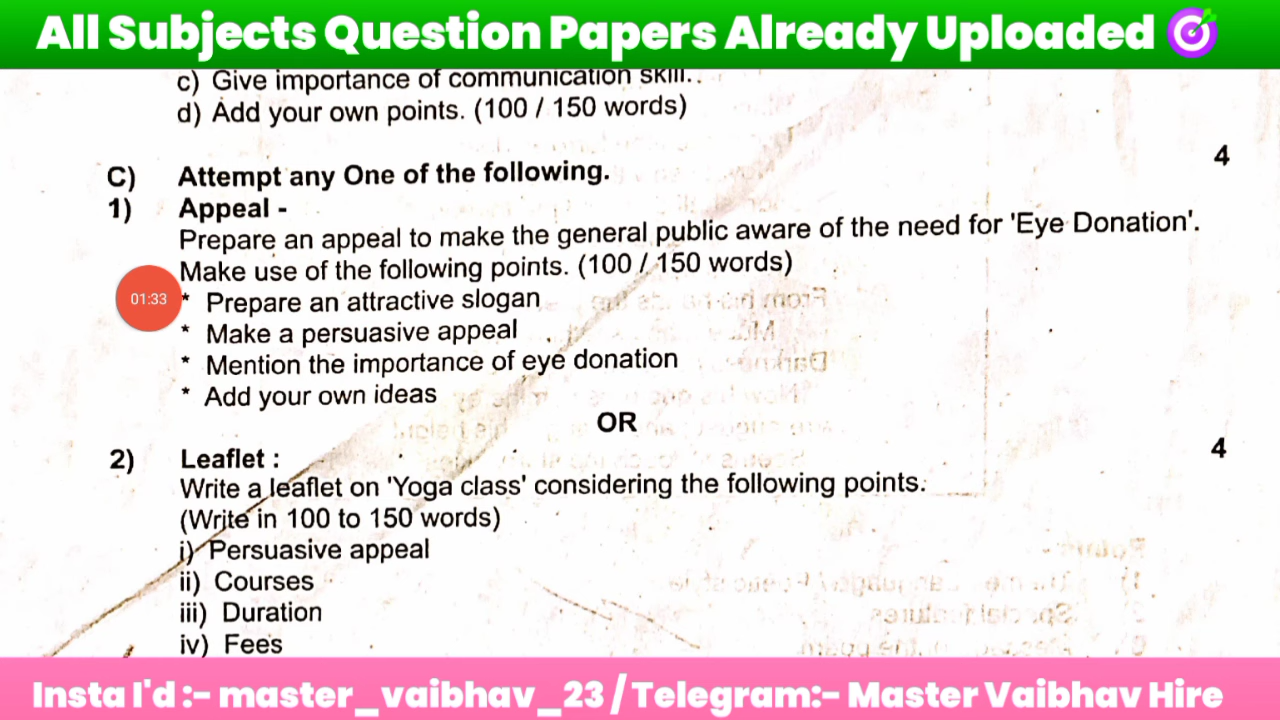 All Subjects Question Papers Already Uploaded
c) Give importance of communication skill..
d) Add your own points. (100 / 150 words)
C) Attempt any One of the following. 4
1) Appeal -
Prepare an appeal to make the general public aware of the need for 'Eye Donation'.
Make use of the following points. (100 / 150 words)
01:33 * Prepare an attractive slogan
* Make a persuasive appeal
* Mention the importance of eye donation
* Add your own ideas
OR
2) Leaflet : 4
Write a leaflet on 'Yoga class' considering the following points.
(Write in 100 to 150 words)
i) Persuasive appeal
ii) Courses
iii) Duration
iv) Fees
Insta I'd :- master_vaibhav_23 / Telegram:- Master Vaibhav Hire